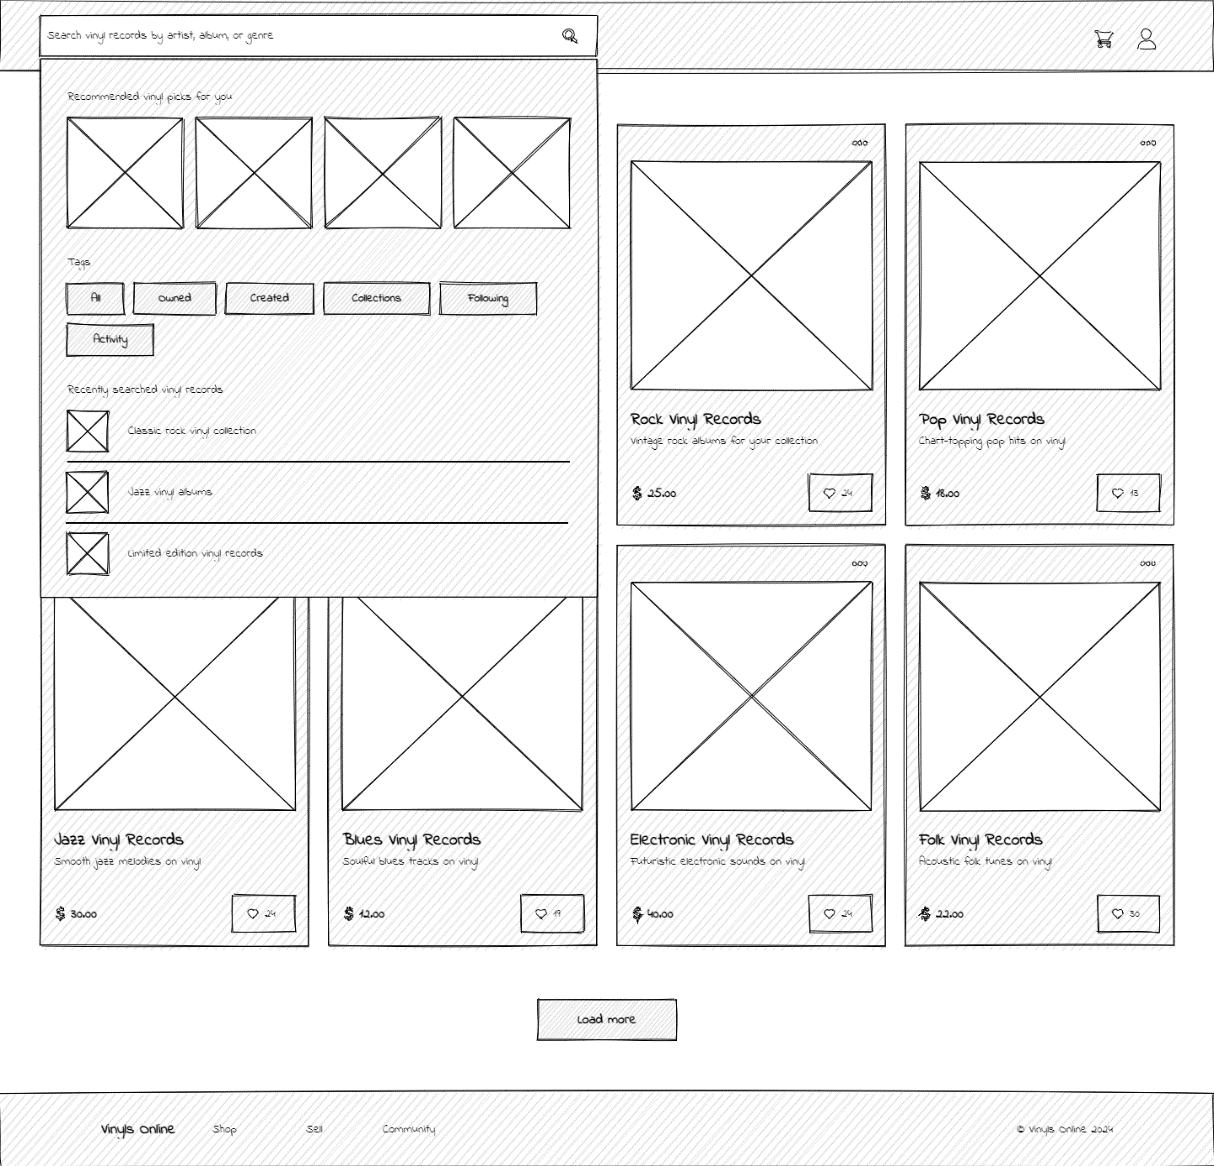 Search vinyl records by artist, album, or genre
Recommended vinyl picks for you
Tags
All
Owned
Created
Collections
Following
Activity
Recently searched vinyl records
Classic rock vinyl collection
Jazz vinyl albums
Limited edition vinyl records
Rock Vinyl Records
Vintage rock albums for your collection
$ 25.00
24
Pop Vinyl Records
Chart-topping pop hits on vinyl
$ 18.00
13
Jazz Vinyl Records
Smooth jazz melodies on vinyl
$ 30.00
24
Blues Vinyl Records
Soulful blues tracks on vinyl
$ 12.00
19
Electronic Vinyl Records
Futuristic electronic sounds on vinyl
$ 40.00
24
Folk Vinyl Records
Acoustic folk tunes on vinyl
$ 22.00
30
Load more
Vinyls Online
Shop
Sell
Community
© Vinyls Online 2024